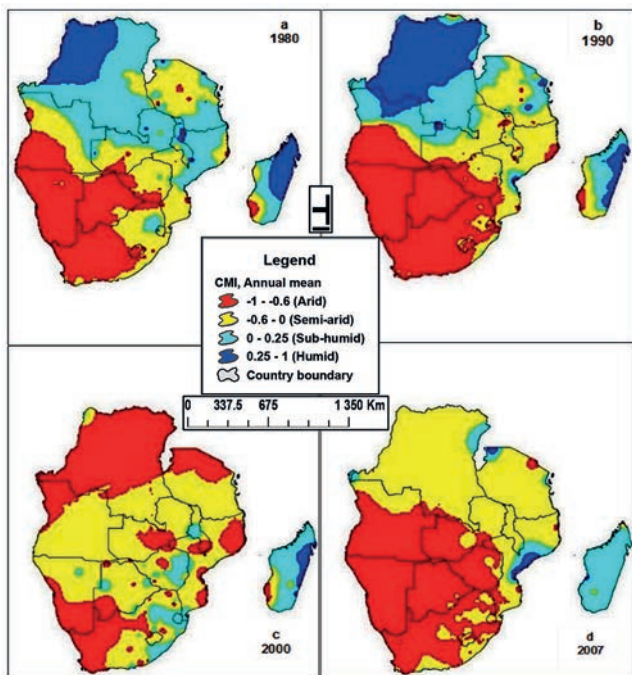 a
1980
b
1990
Legend
CMI, Annual mean
-1 - -0.6 (Arid)
-0.6 - 0 (Semi-arid)
0 - 0.25 (Sub-humid)
0.25 - 1 (Humid)
Country boundary
0 337.5 675 1 350 Km
c
2000
d
2007